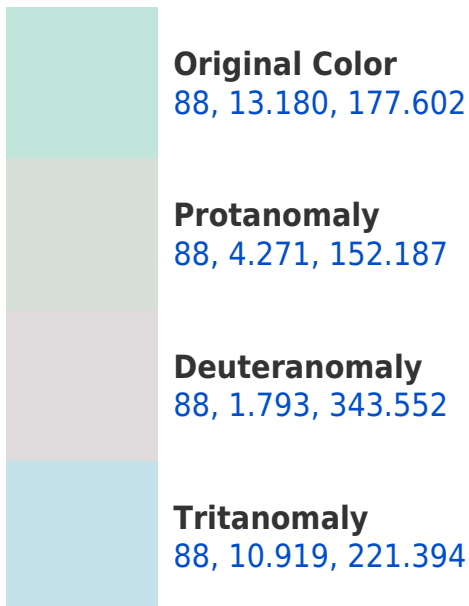 Original Color
88, 13.180, 177.602
Protanomaly
88, 4.271, 152.187
Deuteranomaly
88, 1.793, 343.552
Tritanomaly
88, 10.919, 221.394